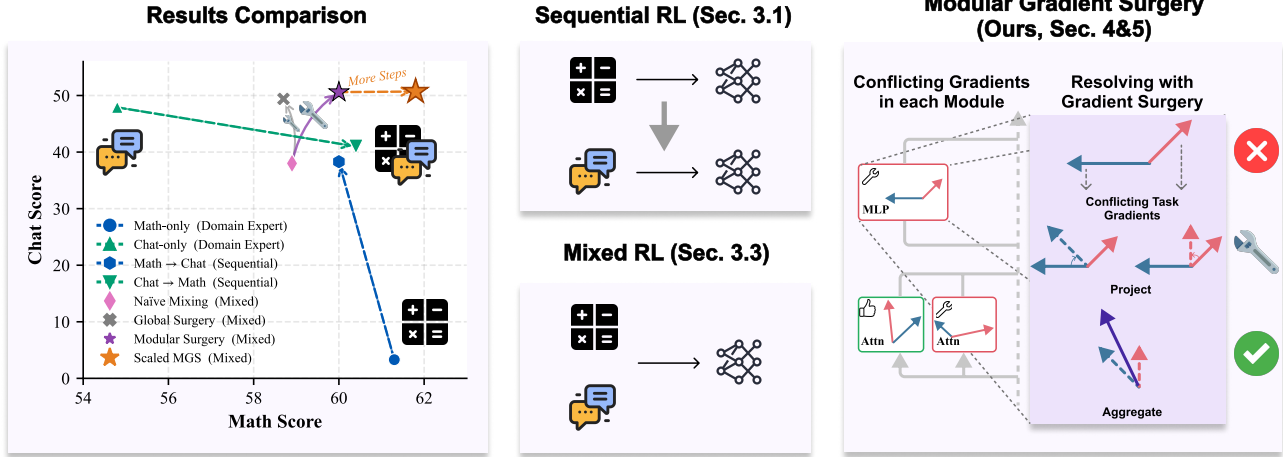 Results Comparison
More Steps
50
40
30
20
10
0
54
56
58
60
62
Chat Score
Math Score
Math-only (Domain Expert)
Chat-only (Domain Expert)
Math → Chat (Sequential)
Chat → Math (Sequential)
Naïve Mixing (Mixed)
Global Surgery (Mixed)
Modular Surgery (Mixed)
Scaled MGS (Mixed)
Sequential RL (Sec. 3.1)
Mixed RL (Sec. 3.3)
Modular Gradient Surgery
(Ours, Sec. 4&5)
Conflicting Gradients
in each Module
MLP
Attn
Attn
Resolving with
Gradient Surgery
Conflicting Task
Gradients
Project
Aggregate